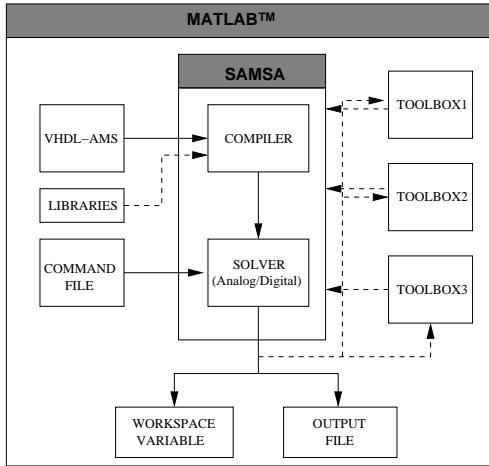 MATLAB™
SAMSA
VHDL−AMS
COMPILER
TOOLBOX1
LIBRARIES
TOOLBOX2
COMMAND
FILE
SOLVER
(Analog/Digital)
TOOLBOX3
WORKSPACE
VARIABLE
OUTPUT
FILE